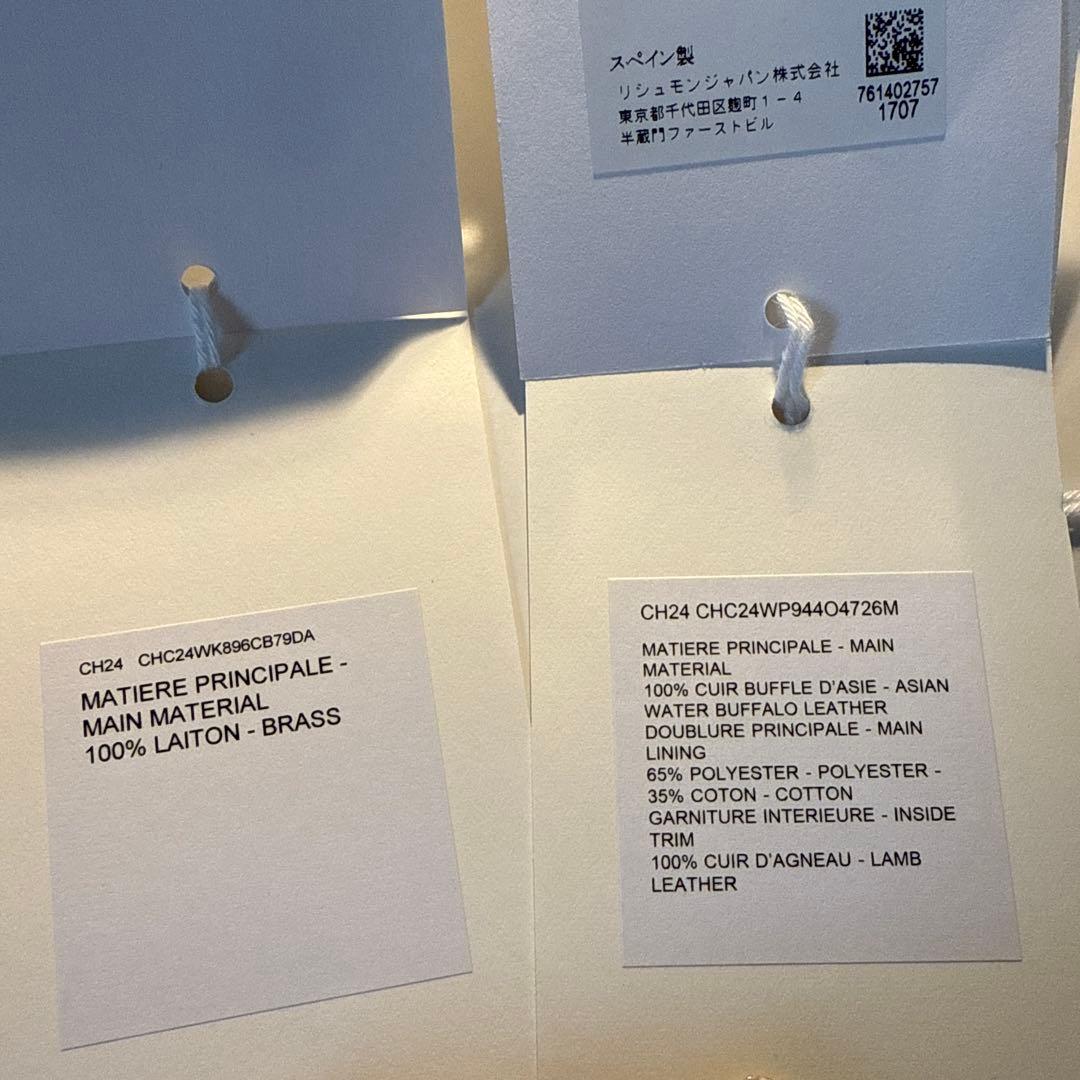 スペイン製
リシュモンジャパン株式会社
東京都千代田区麹町1-4
半蔵門ファーストビル
761402757
1707
CH24 CHC24WK896CB79DA
MATIERE PRINCIPALE -
MAIN MATERIAL
100% LAITON - BRASS
CH24 CHC24WP944O4726M
MATIERE PRINCIPALE - MAIN
MATERIAL
100% CUIR BUFFLE D'ASIE - ASIAN
WATER BUFFALO LEATHER
DOUBLURE PRINCIPALE - MAIN
LINING
65% POLYESTER - POLYESTER -
35% COTON - COTTON
GARNITURE INTERIEURE - INSIDE
TRIM
100% CUIR D'AGNEAU - LAMB
LEATHER